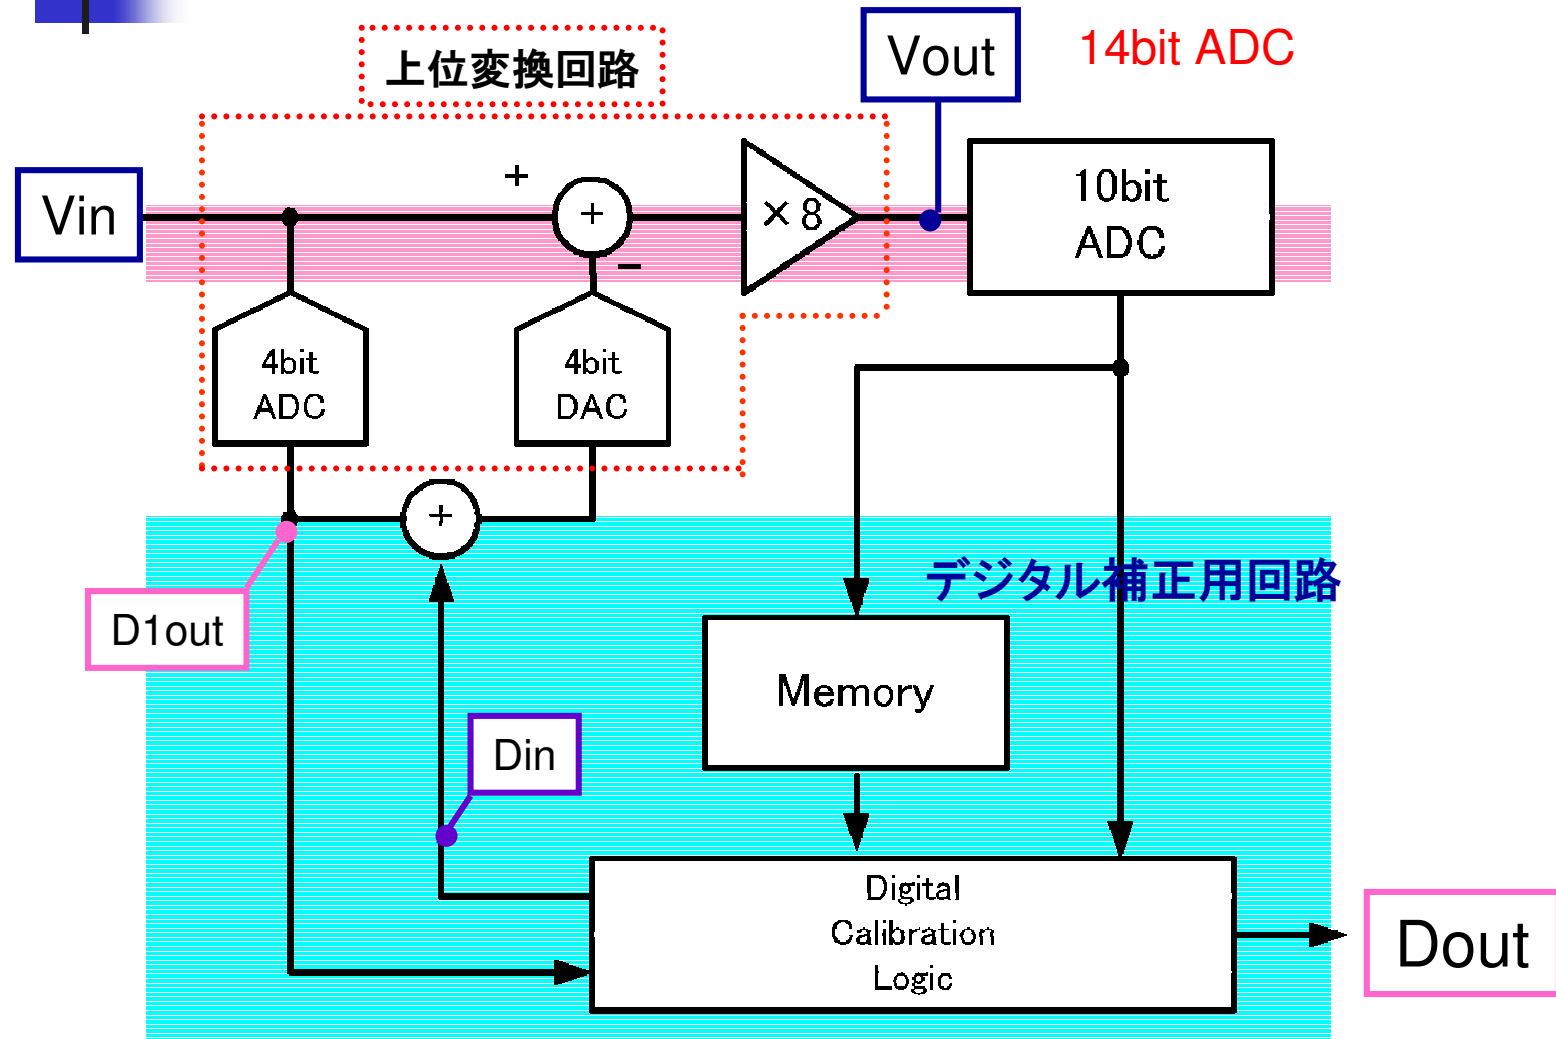 上位変換回路
Vout
14bit ADC
Vin
+
+
−
× 8
10bit
ADC
4bit
ADC
4bit
DAC
+
デジタル補正用回路
D1out
Memory
Din
Digital
Calibration
Logic
Dout